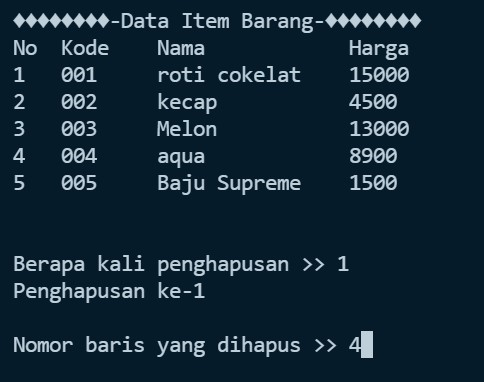 ♦♦♦♦♦♦♦♦-Data Item Barang-♦♦♦♦♦♦♦♦
No Kode Nama Harga
1 001 roti cokelat 15000
2 002 kecap 4500
3 003 Melon 13000
4 004 aqua 8900
5 005 Baju Supreme 1500
Berapa kali penghapusan >> 1
Penghapusan ke-1
Nomor baris yang dihapus >> 4